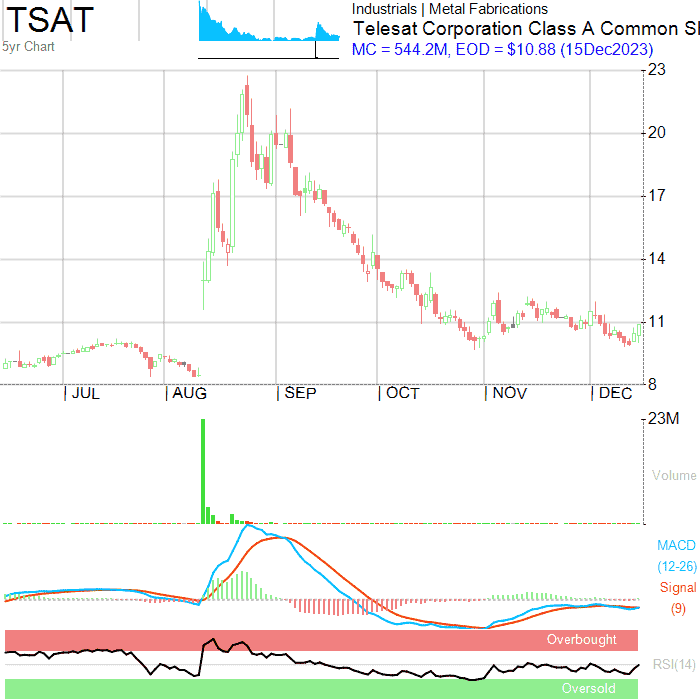 TSAT
5yr Chart
Industrials | Metal Fabrications
Telesat Corporation Class A Common S
MC = 544.2M, EOD = $10.88 (15Dec2023)
23
20
17
14
11
8
JUL AUG SEP OCT NOV DEC
23M
Volume
MACD
(12-26)
Signal
(9)
Overbought
RSI(14)
Oversold